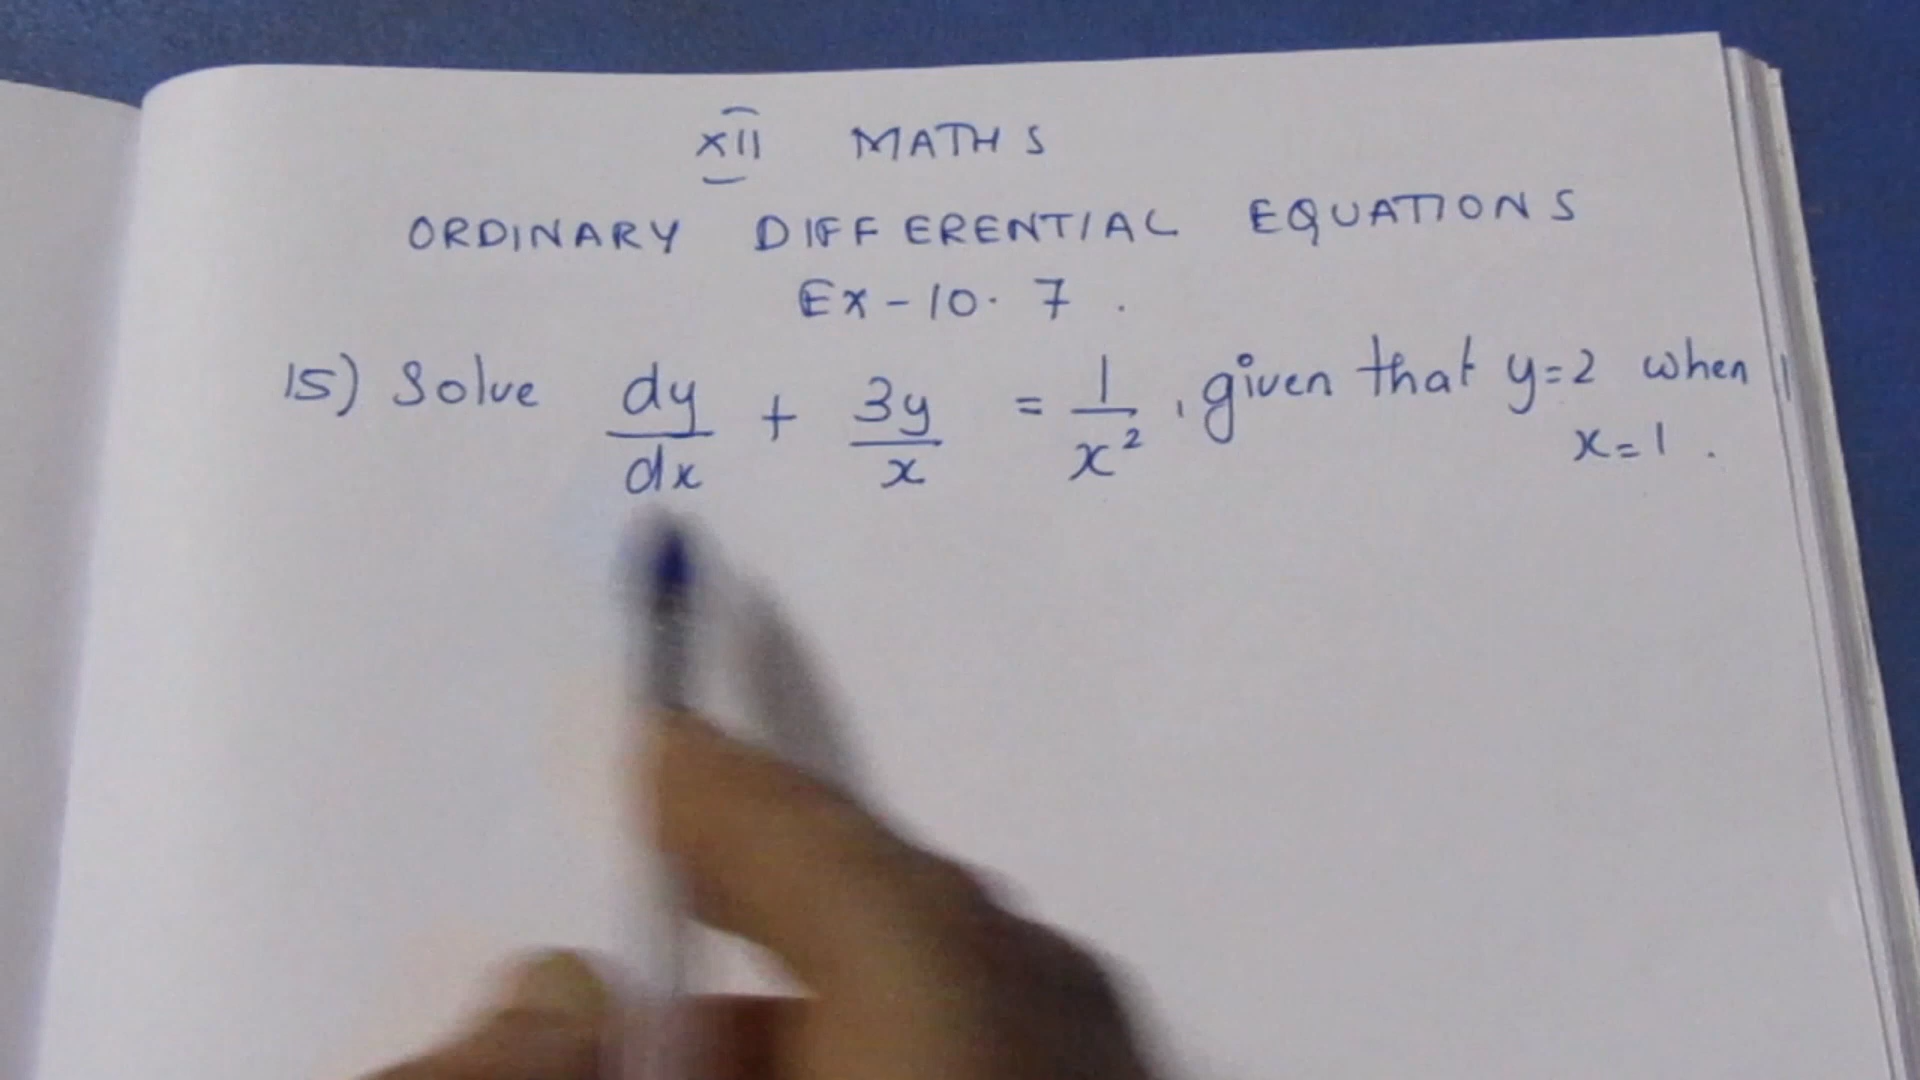 XII MATHS
ORDINARY DIFFERENTIAL EQUATIONS
Ex-10.7.
15) Solve dy/dx + 3y/x = 1/x², given that y=2 when
x=1.